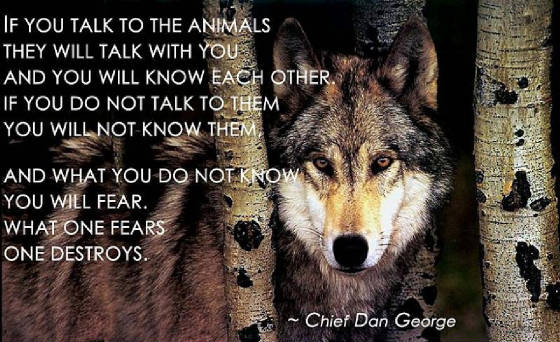 IF YOU TALK TO THE ANIMALS
THEY WILL TALK WITH YOU
AND YOU WILL KNOW EACH OTHER.
IF YOU DO NOT TALK TO THEM
YOU WILL NOT KNOW THEM.
AND WHAT YOU DO NOT KNOW
YOU WILL FEAR.
WHAT ONE FEARS
ONE DESTROYS.
~ Chief Dan George